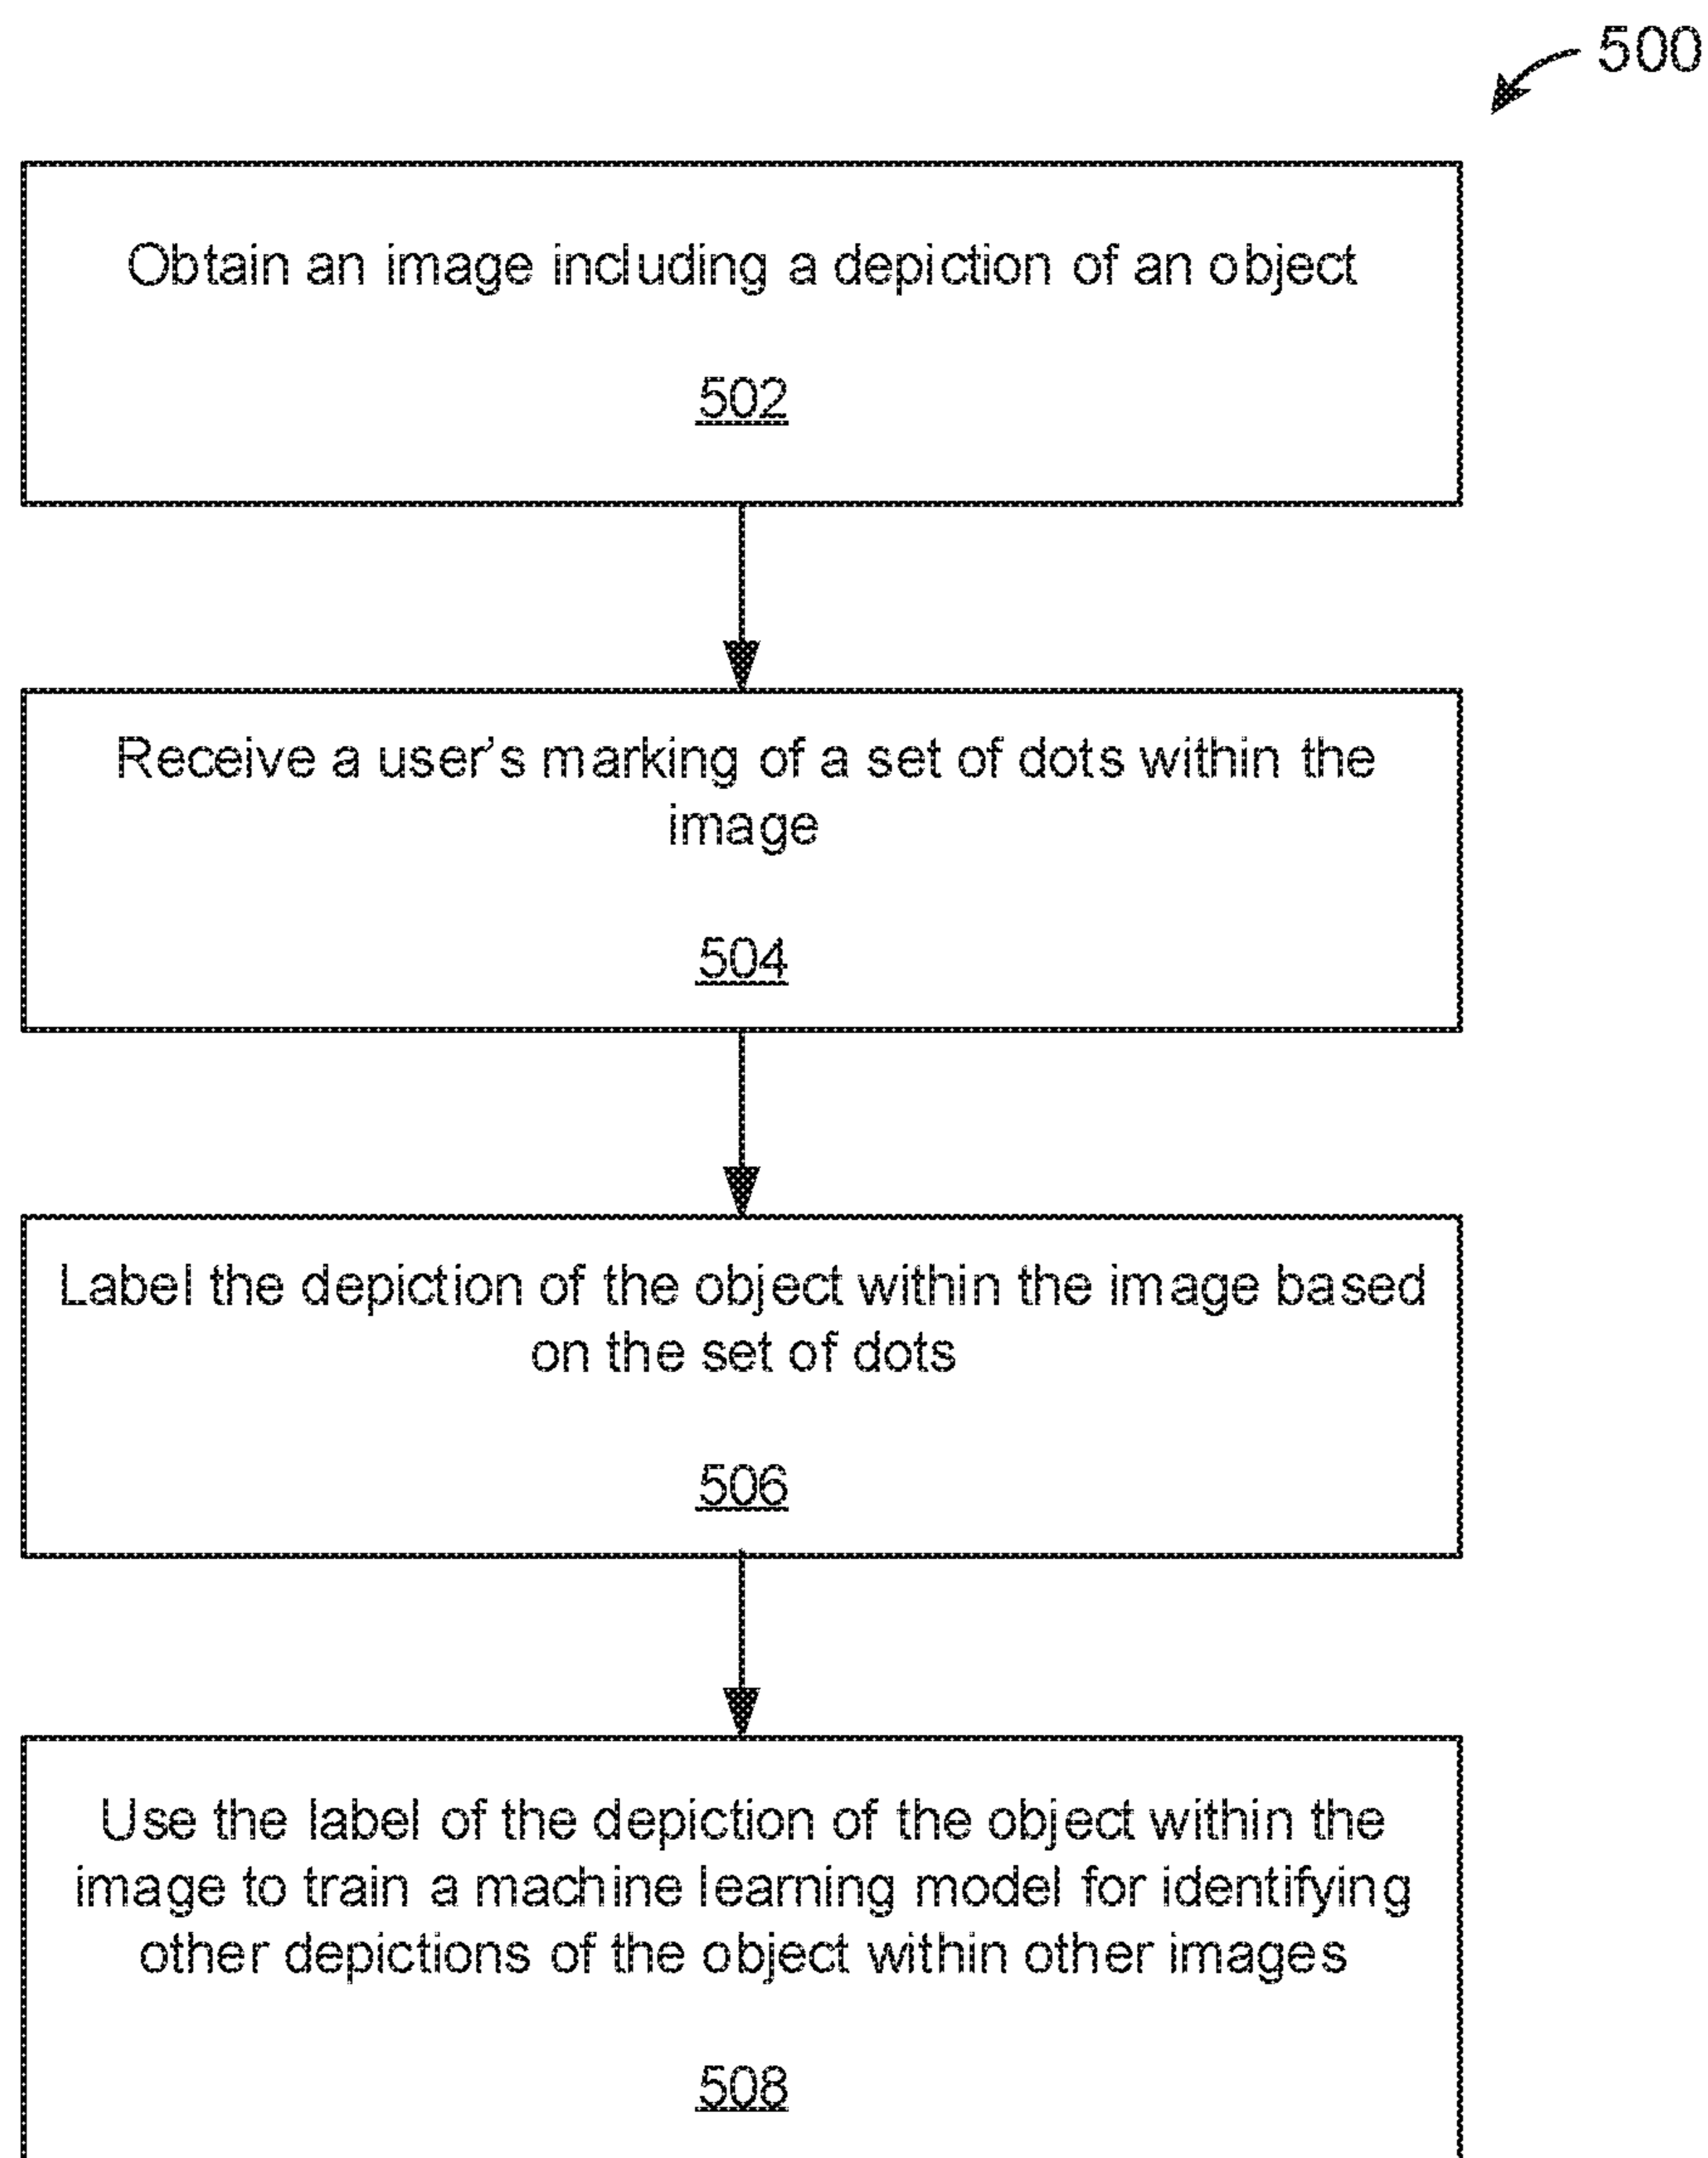 500
Obtain an image including a depiction of an object
502
Receive a user's marking of a set of dots within the
image
504
Label the depiction of the object within the image based
on the set of dots
506
Use the label of the depiction of the object within the
image to train a machine learning model for identifying
other depictions of the object within other images
508